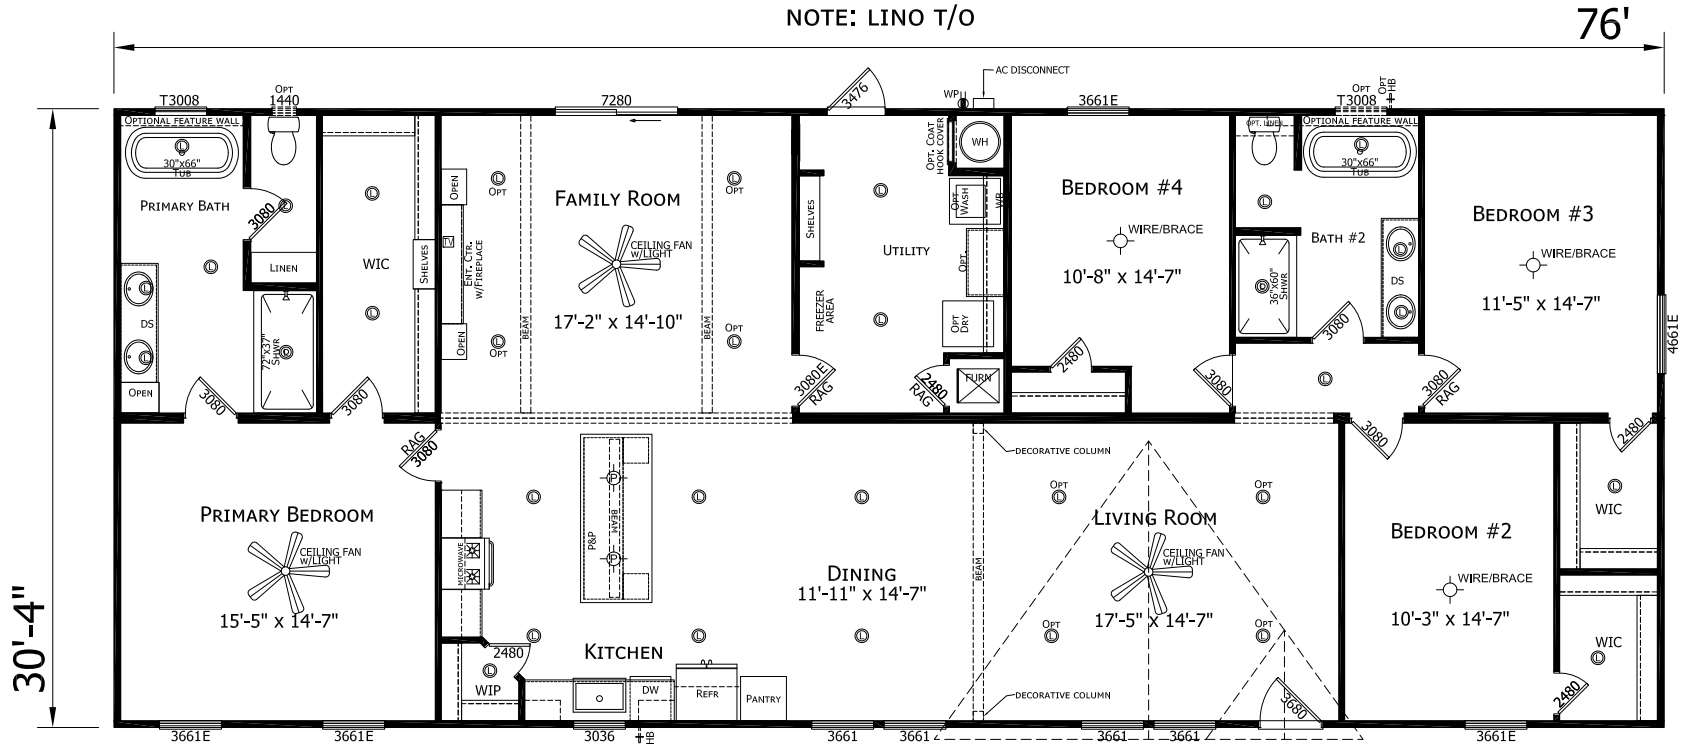 NOTE: LINO T/O
76'
30'-4"
AC DISCONNECT
WP
T3008
OPT
1440
7280
3476
3661E
OPT
T3008
OPT
HB
OPTIONAL FEATURE WALL
30"x66"
TUB
PRIMARY BATH
3080
LINEN
DS
OPEN
72"x37"
SHWR
3080
WIC
SHELVES
3080
OPEN
TV
ENT. CTR.
w/FIREPLACE
OPEN
OPT
OPT
OPT
OPT
FAMILY ROOM
CEILING FAN
w/LIGHT
17'-2" x 14'-10"
BEAM
BEAM
SHELVES
FREEZER
AREA
UTILITY
OPT. COAT
HOOK COVER
WH
OPT
WASH
WB
OPT
OPT
DRY
3080E
RAG
2480
RAG
FURN
BEDROOM #4
WIRE/BRACE
10'-8" x 14'-7"
2480
3080
OPT. LINEN
OPTIONAL FEATURE WALL
30"x66"
TUB
BATH #2
36"x60"
SHWR
DS
3080
BEDROOM #3
WIRE/BRACE
11'-5" x 14'-7"
4661E
3080
RAG
3080
2480
WIC
WIC
2480
BEDROOM #2
WIRE/BRACE
10'-3" x 14'-7"
3661E
PRIMARY BEDROOM
CEILING FAN
w/LIGHT
15'-5" x 14'-7"
RAG
3080
3661E
3661E
MICROWAVE
P&P
BEAM
P
P
2480
WIP
KITCHEN
DW
REFR
PANTRY
3036
HB
DINING
11'-11" x 14'-7"
3661
3661
BEAM
DECORATIVE COLUMN
DECORATIVE COLUMN
OPT
OPT
OPT
OPT
LIVING ROOM
CEILING FAN
w/LIGHT
17'-5" x 14'-7"
3661
3661
3680